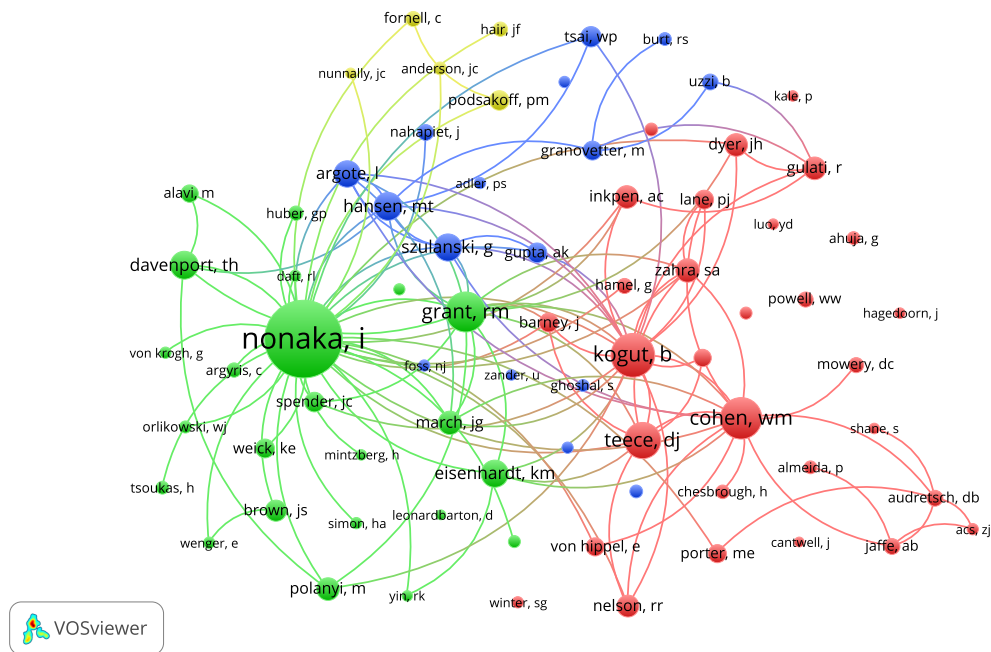 fornell, c
hair, jf
tsai, wp
burt, rs
nunnally, jc
anderson, jc
uzzi, b
kale, p
podsakoff, pm
nahapiet, j
granovetter, m
dyer, jh
gulati, r
argote, l
adler, ps
alavi, m
huber, gp
hansen, mt
inkpen, ac
lane, pj
luo, yd
ahuja, g
szulanski, g
gupta, ak
davenport, th
daft, rl
hamel, g
zahra, sa
powell, ww
hagedoorn, j
grant, rm
barney, j
nonaka, i
kogut, b
von krogh, g
argyris, c
foss, nj
zander, u
ghoshal, s
mowery, dc
spender, jc
march, jg
cohen, wm
orlikowski, wj
weick, ke
mintzberg, h
teece, dj
shane, s
eisenhardt, km
almeida, p
tsoukas, h
chesbrough, h
audretsch, db
brown, js
simon, ha
leonardbarton, d
acs, zj
wenger, e
von hippel, e
porter, me
cantwell, j
jaffe, ab
polanyi, m
yin, rk
winter, sg
nelson, rr
VOSviewer